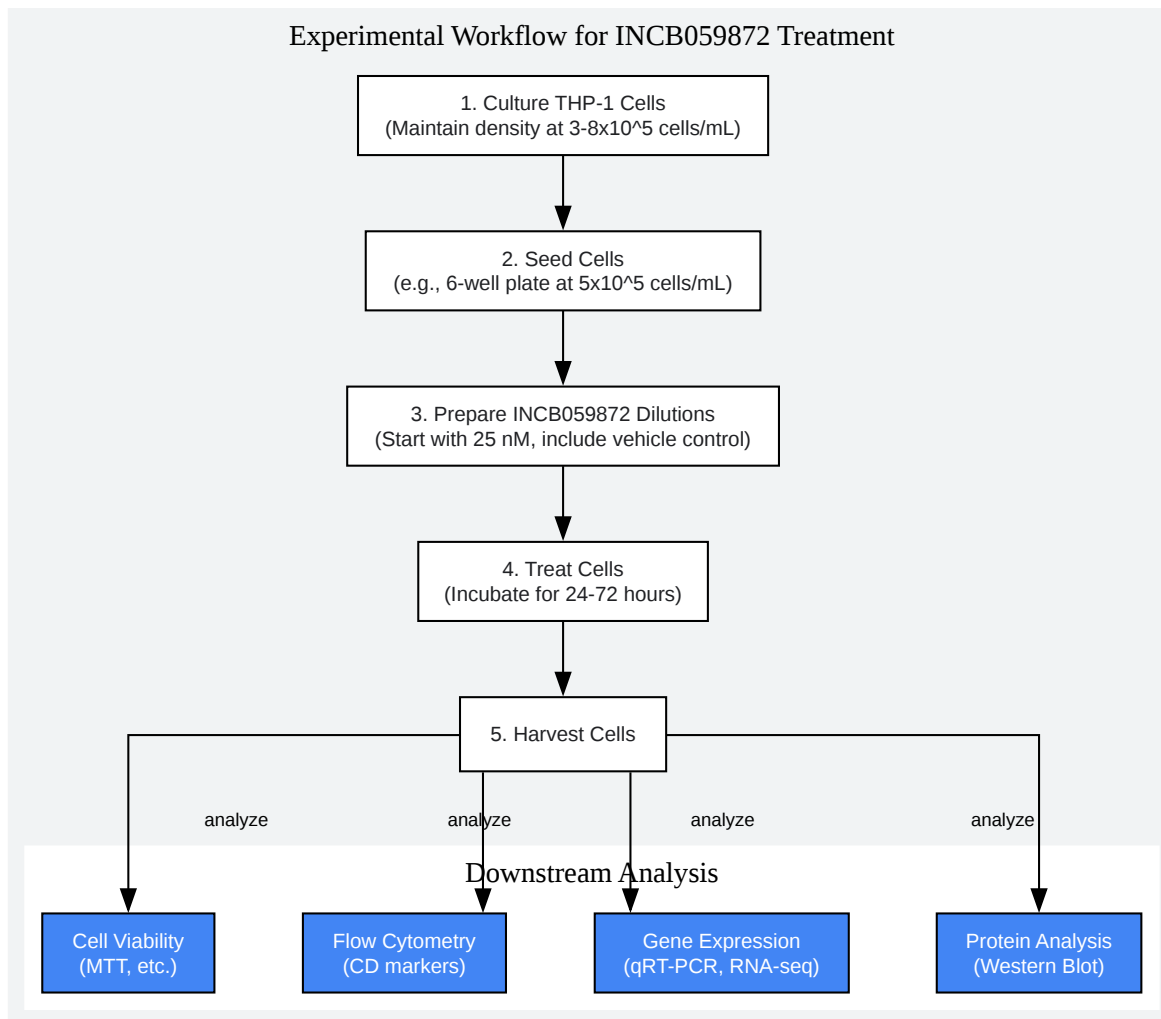 Experimental Workflow for INCB059872 Treatment
1. Culture THP-1 Cells
(Maintain density at 3-8x10^5 cells/mL)
2. Seed Cells
(e.g., 6-well plate at 5x10^5 cells/mL)
3. Prepare INCB059872 Dilutions
(Start with 25 nM, include vehicle control)
4. Treat Cells
(Incubate for 24-72 hours)
5. Harvest Cells
analyze
analyze
analyze
analyze
Downstream Analysis
Cell Viability
(MTT, etc.)
Flow Cytometry
(CD markers)
Gene Expression
(qRT-PCR, RNA-seq)
Protein Analysis
(Western Blot)